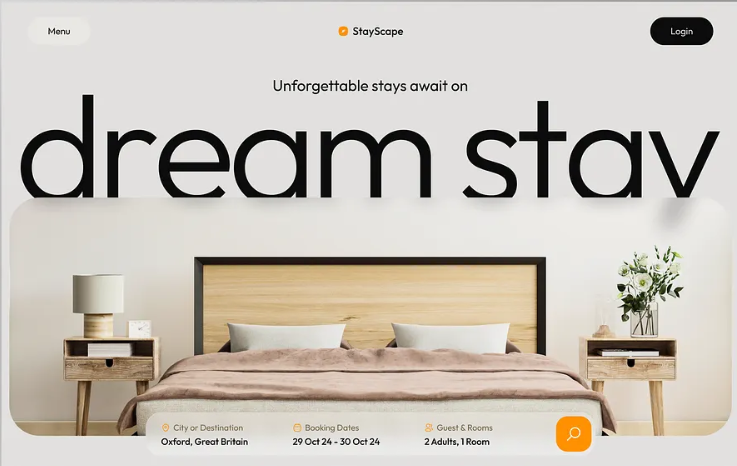 Menu
StayScape
Login
Unforgettable stays await on
dream stay
City or Destination
Oxford, Great Britain
Booking Dates
29 Oct 24 - 30 Oct 24
Guest & Rooms
2 Adults, 1 Room